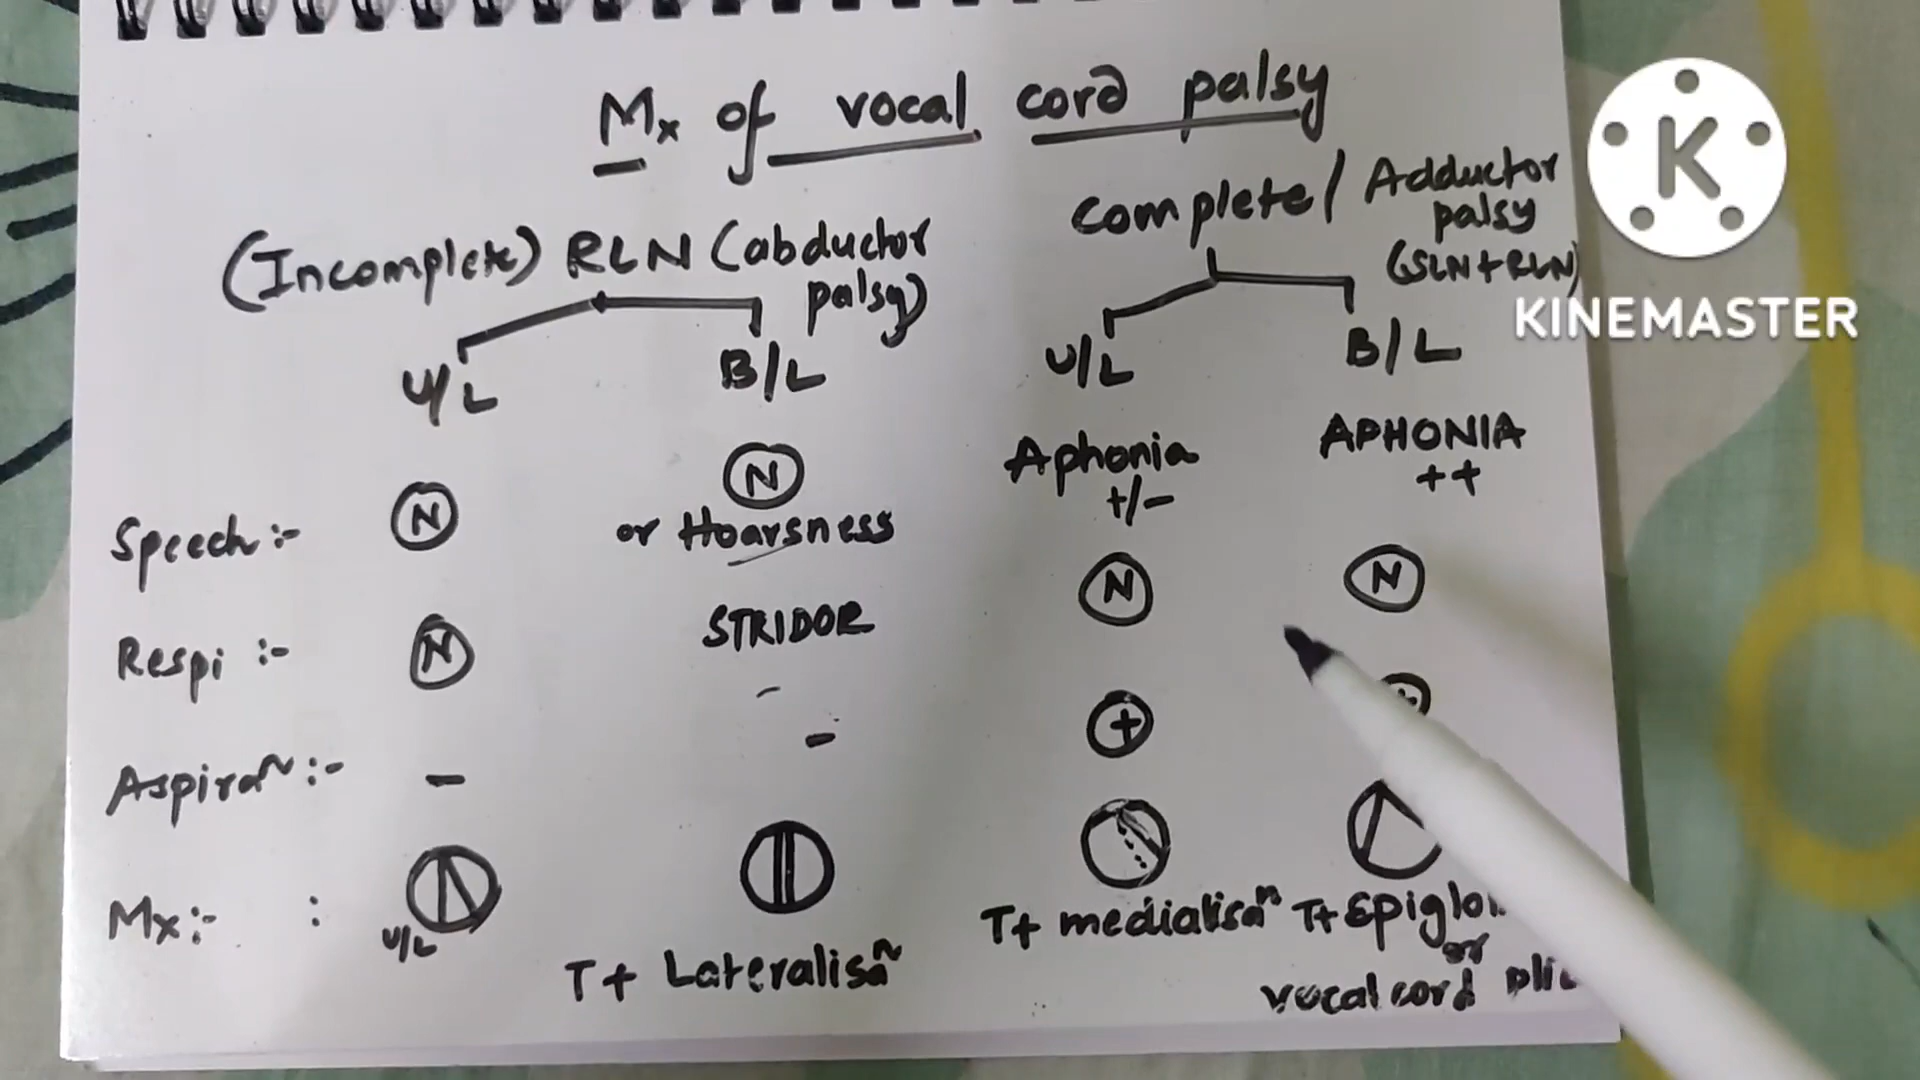 Mx of vocal cord palsy
(Incomplete) RLN (abductor palsy)
Complete / Adductor palsy
(SLN+RLN)
U/L B/L U/L B/L
Speech :- N N or Hoarsness Aphonia +/- APHONIA ++
Respi :- N STRIDOR N N
Aspiraⁿ :- - - + +
Mx :- :
U/L T+ Lateralisaⁿ T+ medialisaⁿ T+
or
vocal cord
K
KINEMASTER